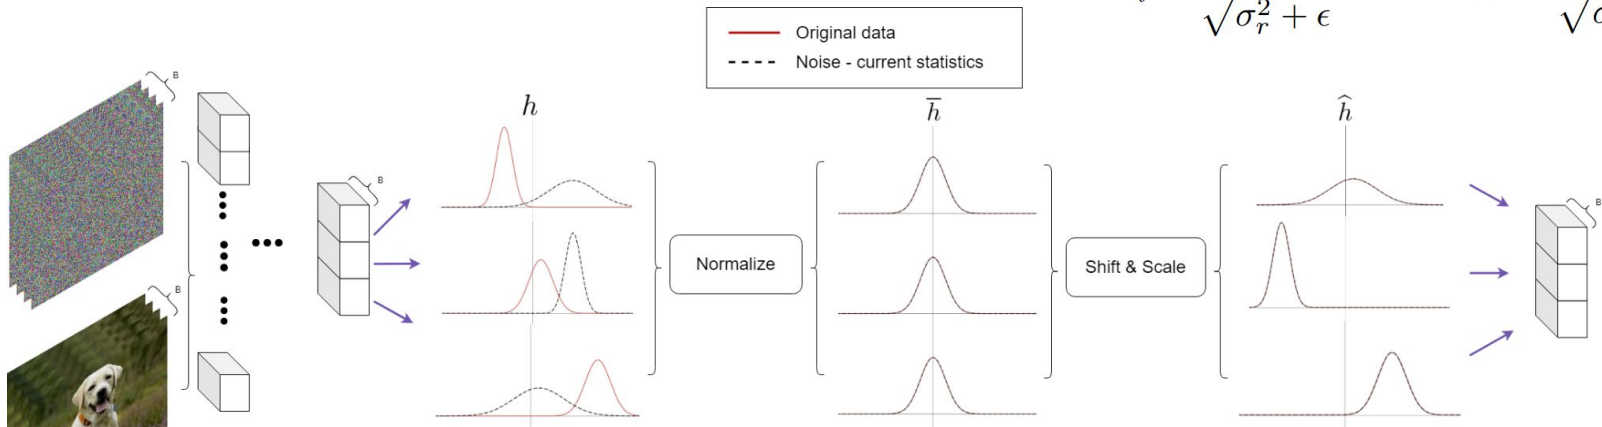 √σ_r^2 + ϵ
Original data
Noise - current statistics
B
B
B
B
h
h̅
ĥ
Normalize
Shift & Scale